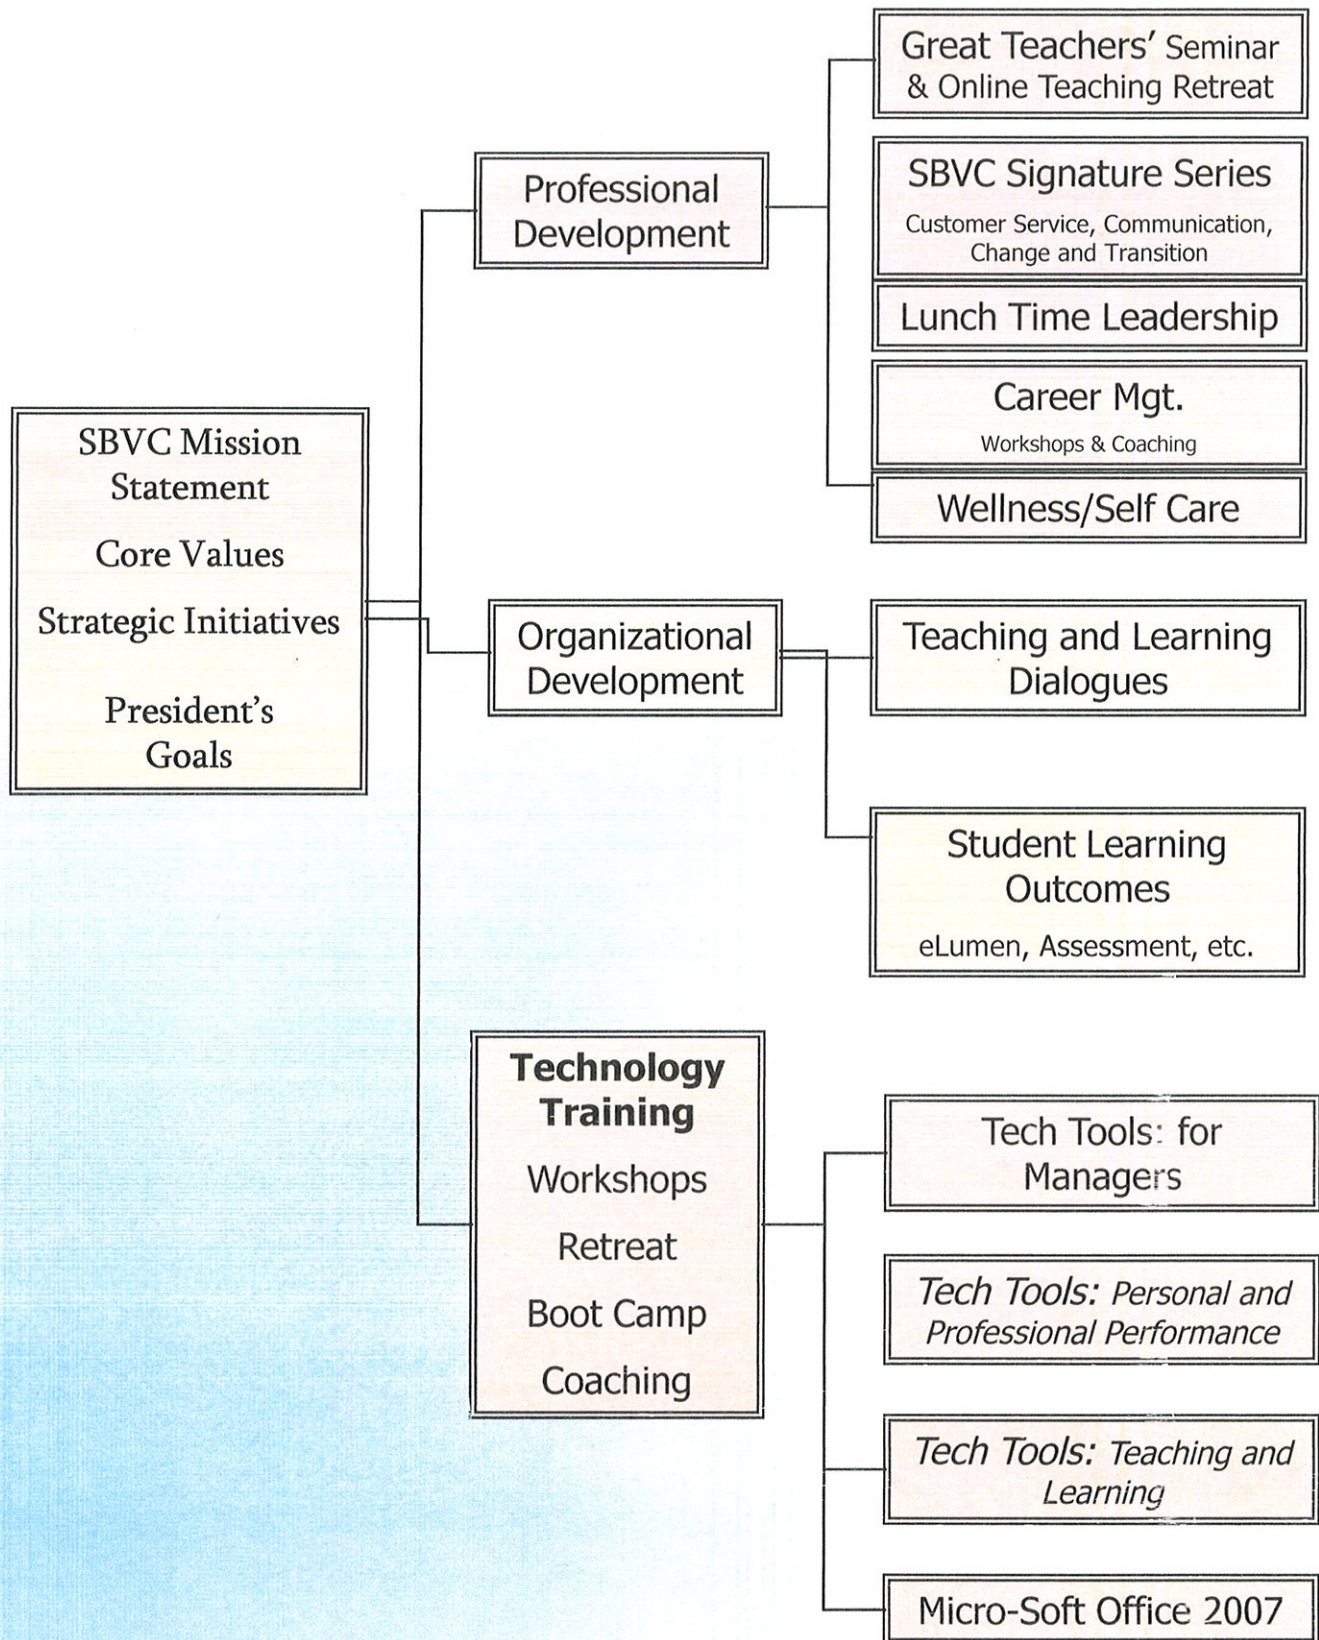 SBVC Mission
Statement
Core Values
Strategic Initiatives
President's
Goals
Professional
Development
Great Teachers' Seminar
& Online Teaching Retreat
SBVC Signature Series
Customer Service, Communication,
Change and Transition
Lunch Time Leadership
Career Mgt.
Workshops & Coaching
Wellness/Self Care
Organizational
Development
Teaching and Learning
Dialogues
Student Learning
Outcomes
eLumen, Assessment, etc.
Technology
Training
Workshops
Retreat
Boot Camp
Coaching
Tech Tools: for
Managers
Tech Tools: Personal and
Professional Performance
Tech Tools: Teaching and
Learning
Micro-Soft Office 2007